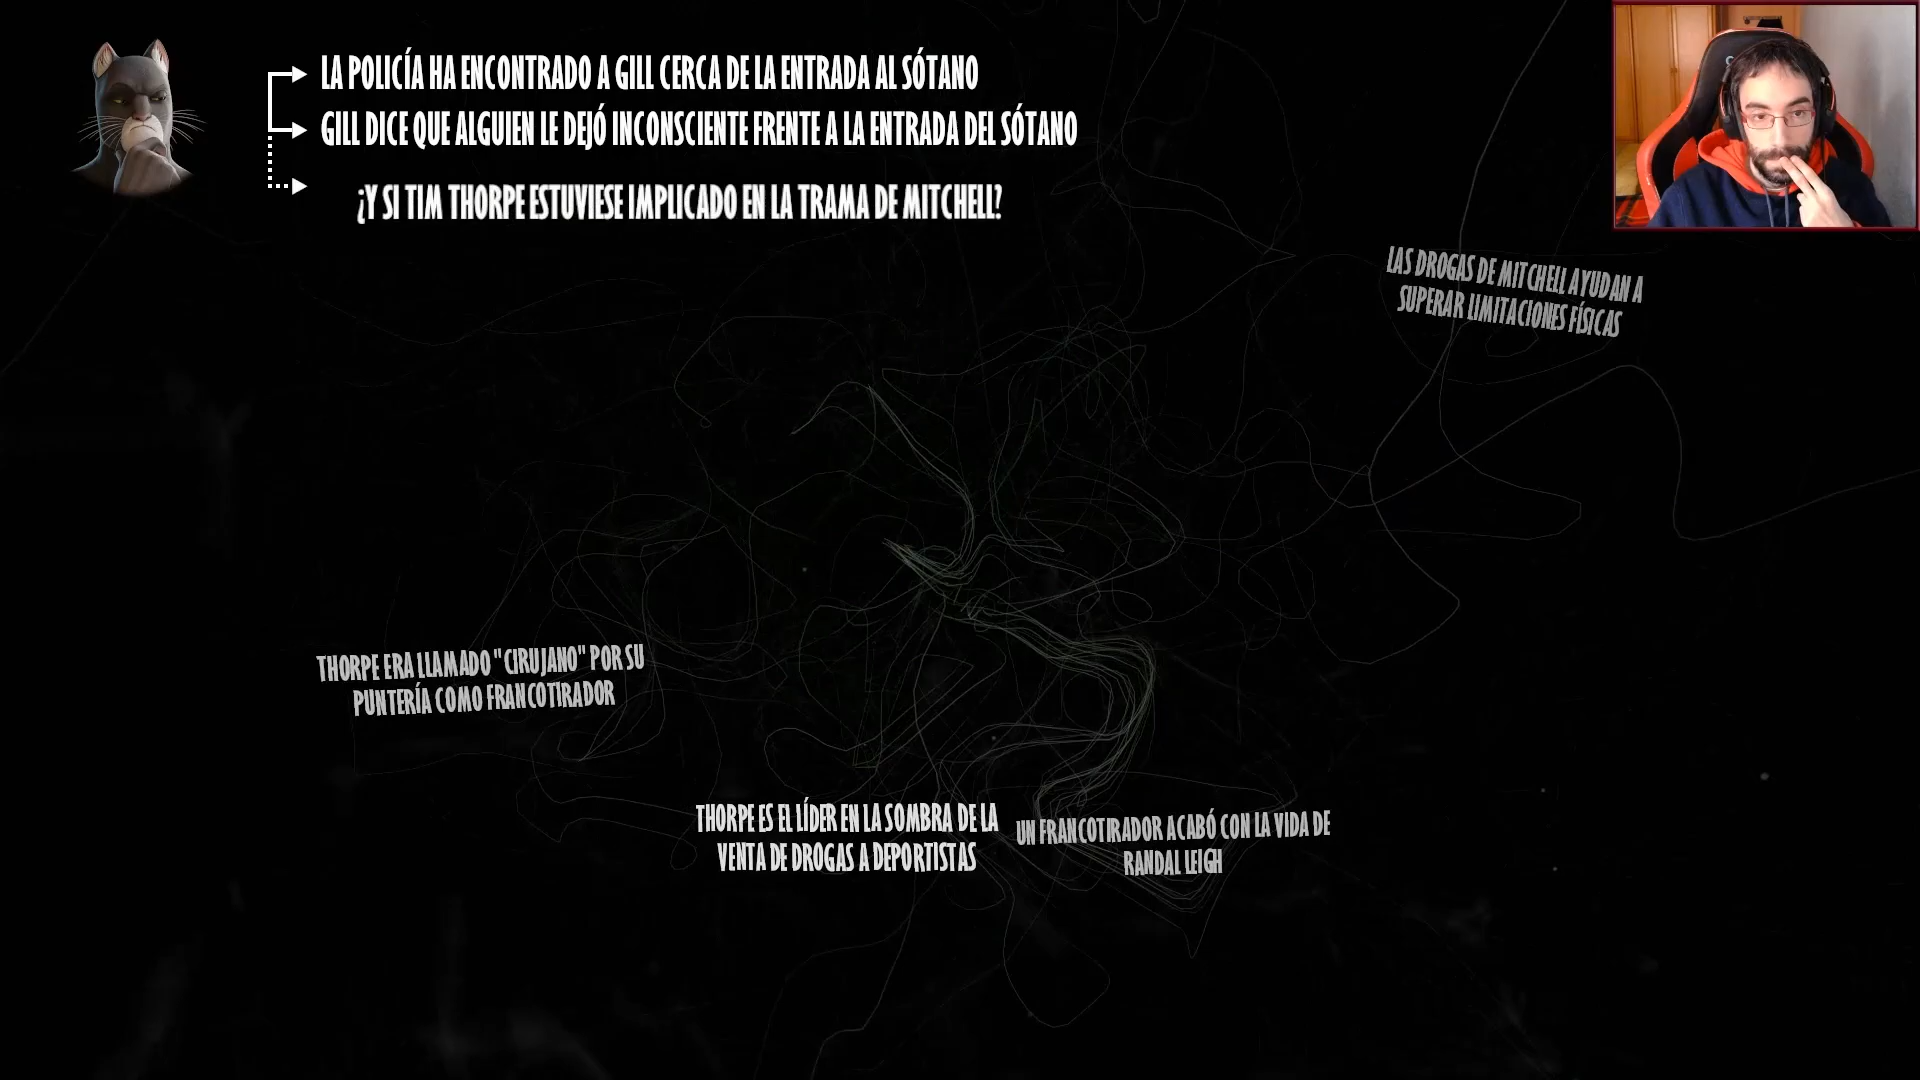 LA POLICÍA HA ENCONTRADO A GILL CERCA DE LA ENTRADA AL SÓTANO
GILL DICE QUE ALGUIEN LE DEJÓ INCONSCIENTE FRENTE A LA ENTRADA DEL SÓTANO
¿Y SI TIM THORPE ESTUVIESE IMPLICADO EN LA TRAMA DE MITCHELL?
LAS DROGAS DE MITCHELL AYUDAN A
SUPERAR LIMITACIONES FÍSICAS
THORPE ERA LLAMADO "CIRUJANO" POR SU
PUNTERÍA COMO FRANCOTIRADOR
THORPE ES EL LÍDER EN LA SOMBRA DE LA
VENTA DE DROGAS A DEPORTISTAS
UN FRANCOTIRADOR ACABÓ CON LA VIDA DE
RANDAL LEIGH